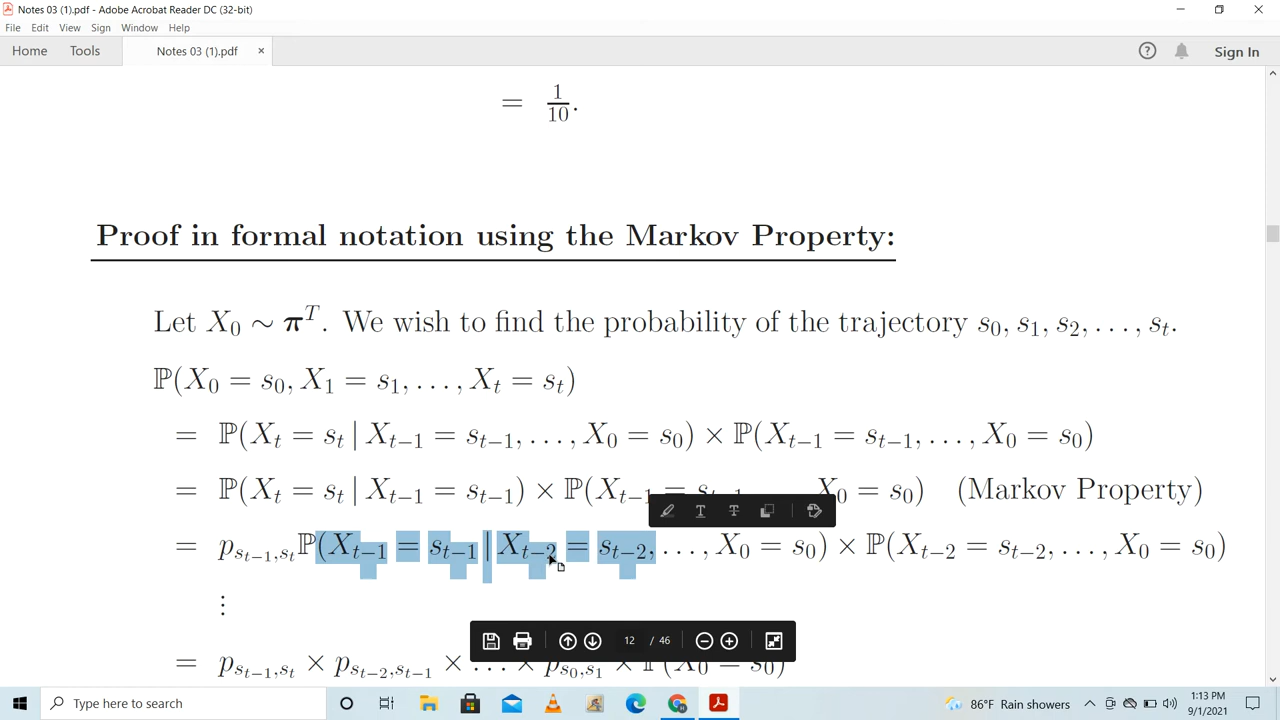 Notes 03 (1).pdf - Adobe Acrobat Reader DC (32-bit)
File Edit View Sign Window Help
Home Tools Notes 03 (1).pdf × Sign In
= 1/10.
Proof in formal notation using the Markov Property:
Let X₀ ∼ π^T. We wish to find the probability of the trajectory s₀, s₁, s₂, . . . , sₜ.
ℙ(X₀ = s₀, X₁ = s₁, . . . , Xₜ = sₜ)
= ℙ(Xₜ = sₜ | Xₜ₋₁ = sₜ₋₁, . . . , X₀ = s₀) × ℙ(Xₜ₋₁ = sₜ₋₁, . . . , X₀ = s₀)
= ℙ(Xₜ = sₜ | Xₜ₋₁ = sₜ₋₁) × ℙ(Xₜ₋₁ = sₜ₋₁ X₀ = s₀) (Markov Property)
= p_{sₜ₋₁,sₜ} ℙ(Xₜ₋₁ = sₜ₋₁ | Xₜ₋₂ = sₜ₋₂, . . . , X₀ = s₀) × ℙ(Xₜ₋₂ = sₜ₋₂, . . . , X₀ = s₀)
⋮
12 / 46
= p_{sₜ₋₁,sₜ} × p_{sₜ₋₂,sₜ₋₁} × . . . × p_{s₀,s₁} × ℙ(X₀ = s₀)
Type here to search
86°F Rain showers
1:13 PM
9/1/2021